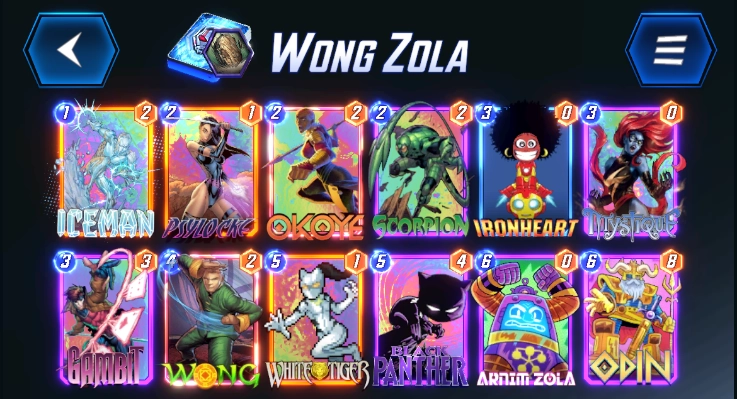 WONG ZOLA
1 2 2 1 2 2 2 2 3 0 3 0
ICEMAN PSYLOCKE OKOYE SCORPION IRONHEART MYSTIQUE
3 3 4 2 5 1 5 4 6 0 6 8
GAMBIT WONG WHITE TIGER BLACK PANTHER ARNIM ZOLA ODIN